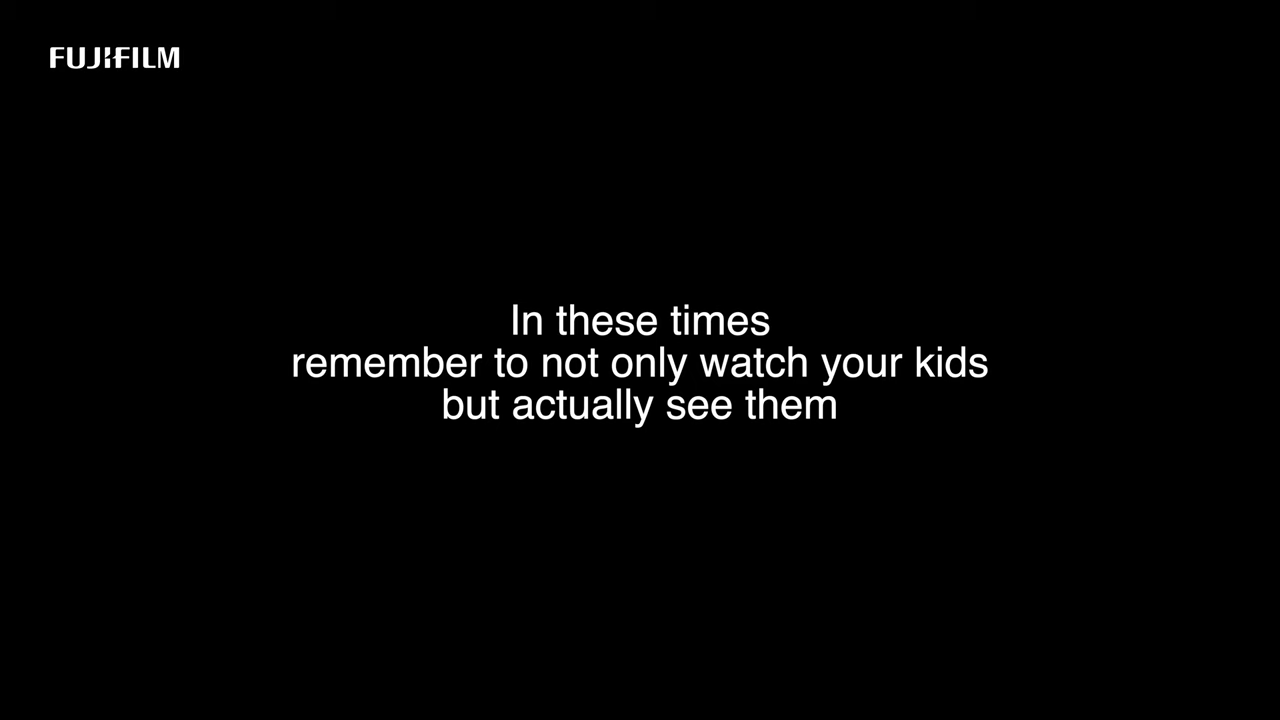 FUJIFILM
In these times
remember to not only watch your kids
but actually see them